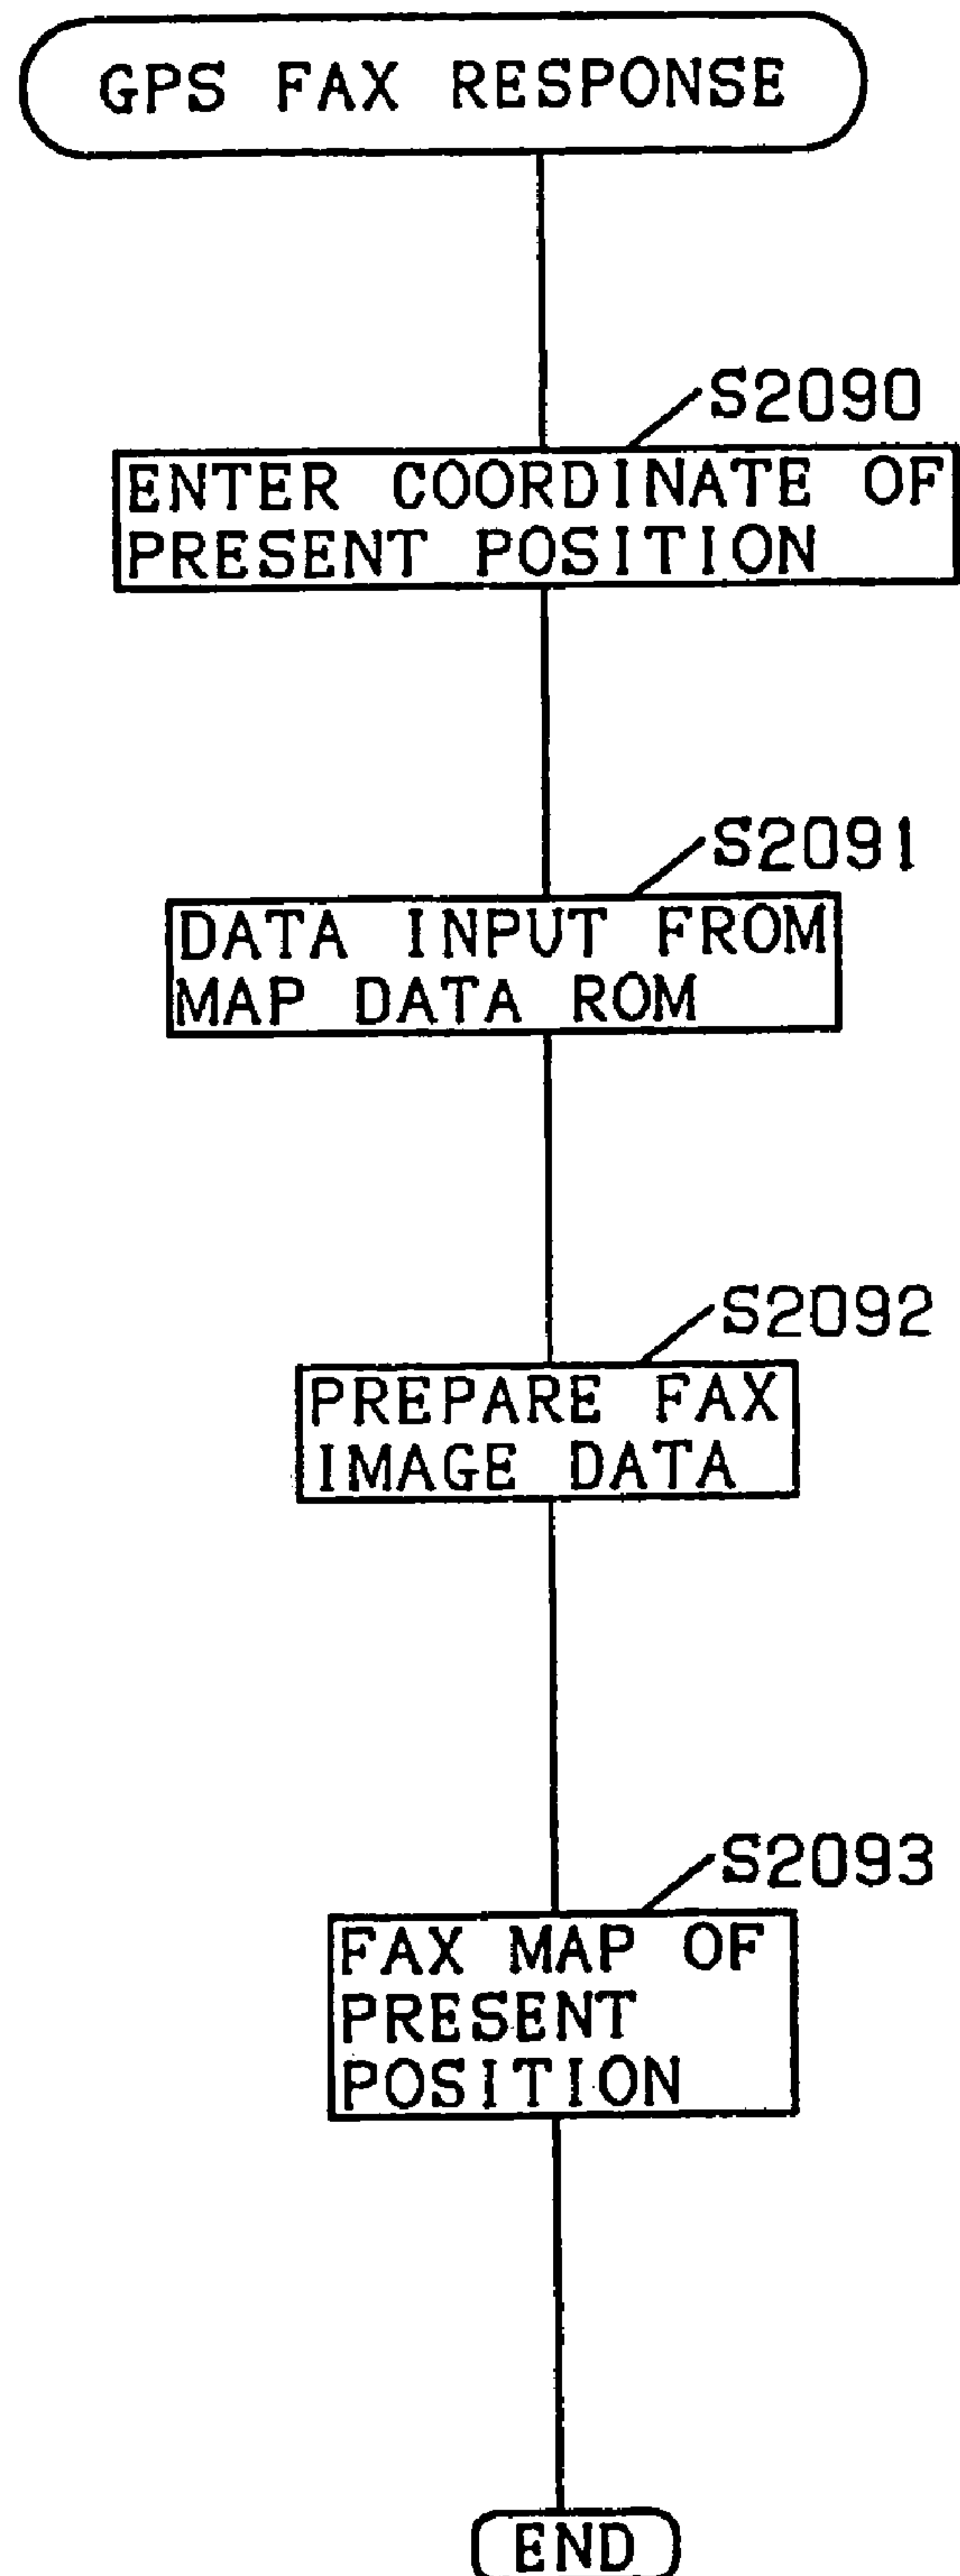 GPS FAX RESPONSE
S2090
ENTER COORDINATE OF
PRESENT POSITION
S2091
DATA INPUT FROM
MAP DATA ROM
S2092
PREPARE FAX
IMAGE DATA
S2093
FAX MAP OF
PRESENT
POSITION
END